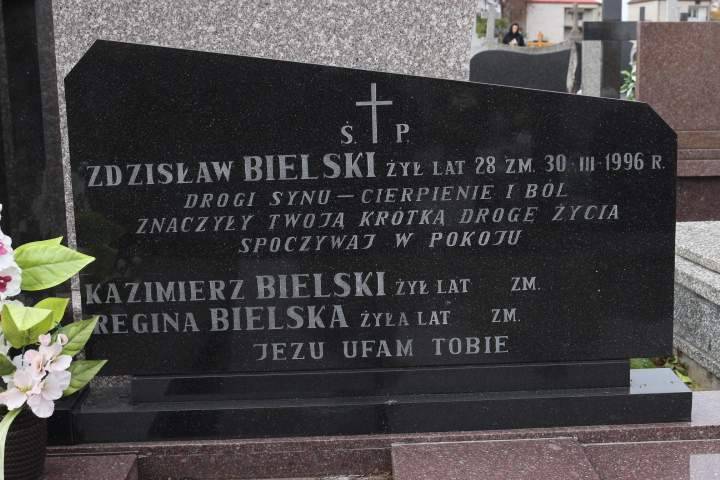 Ś. P.
ZDZISŁAW BIELSKI ŻYŁ LAT 28 ZM. 30-III-1996 R.
DROGI SYNU — CIERPIENIE I BÓL
ZNACZYŁY TWOJĄ KRÓTKĄ DROGĘ ŻYCIA
SPOCZYWAJ W POKOJU
KAZIMIERZ BIELSKI ŻYŁ LAT ZM.
REGINA BIELSKA ŻYŁA LAT ZM.
JEZU UFAM TOBIE